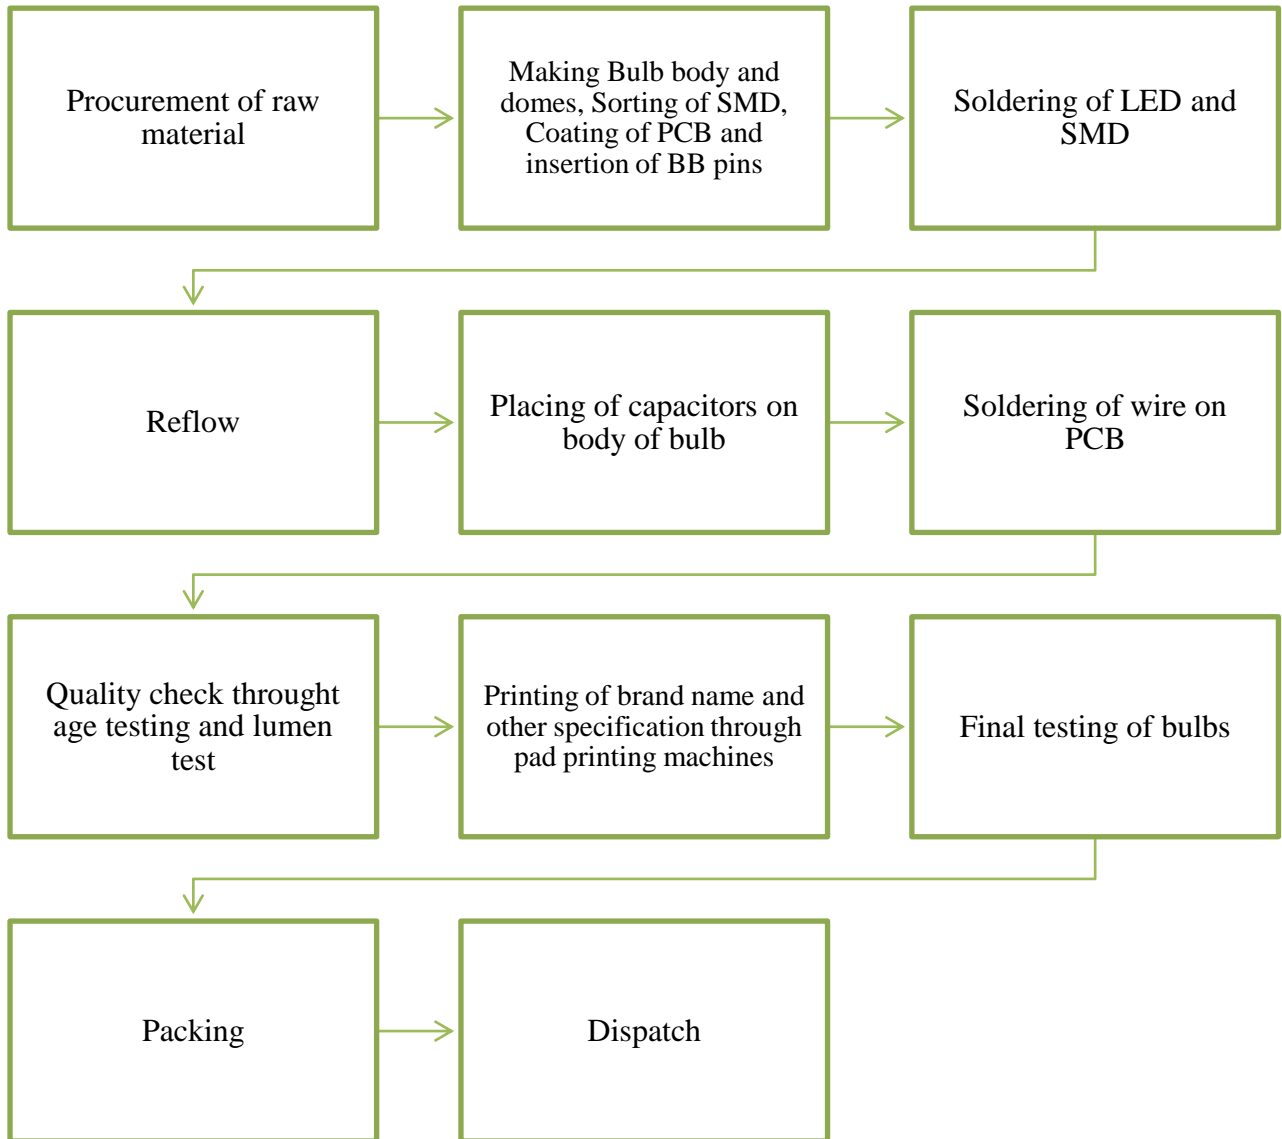 Procurement of raw
material
Making Bulb body and
domes, Sorting of SMD,
Coating of PCB and
insertion of BB pins
Soldering of LED and
SMD
Reflow
Placing of capacitors on
body of bulb
Soldering of wire on
PCB
Quality check throught
age testing and lumen
test
Printing of brand name and
other specification through
pad printing machines
Final testing of bulbs
Packing
Dispatch